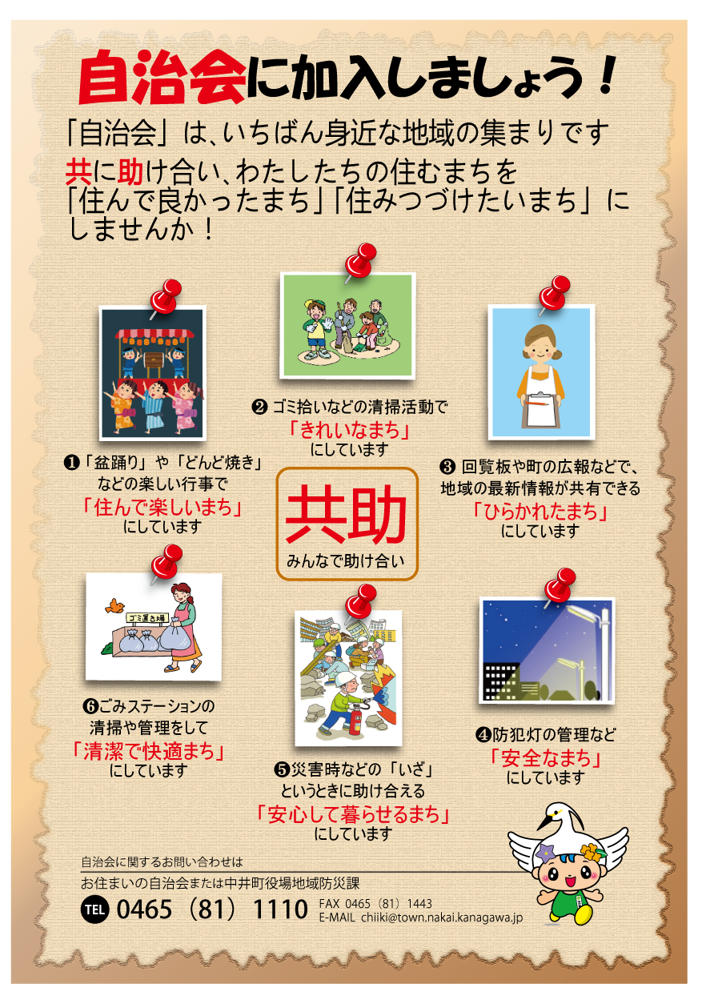 自治会に加入しましょう！
「自治会」は、いちばん身近な地域の集まりです
共に助け合い、わたしたちの住むまちを
「住んで良かったまち」「住みつづけたいまち」に
しませんか！
❶「盆踊り」や「どんど焼き」
などの楽しい行事で
「住んで楽しいまち」
にしています
❷ ゴミ拾いなどの清掃活動で
「きれいなまち」
にしています
❸ 回覧板や町の広報などで、
地域の最新情報が共有できる
「ひらかれたまち」
にしています
共助
みんなで助け合い
ゴミ置き場
❻ごみステーションの
清掃や管理をして
「清潔で快適まち」
にしています
❺災害時などの「いざ」
というときに助け合える
「安心して暮らせるまち」
にしています
❹防犯灯の管理など
「安全なまち」
にしています
自治会に関するお問い合わせは
お住まいの自治会または中井町役場地域防災課
TEL 0465（81）1110
FAX 0465（81）1443
E-MAIL chiiki@town.nakai.kanagawa.jp